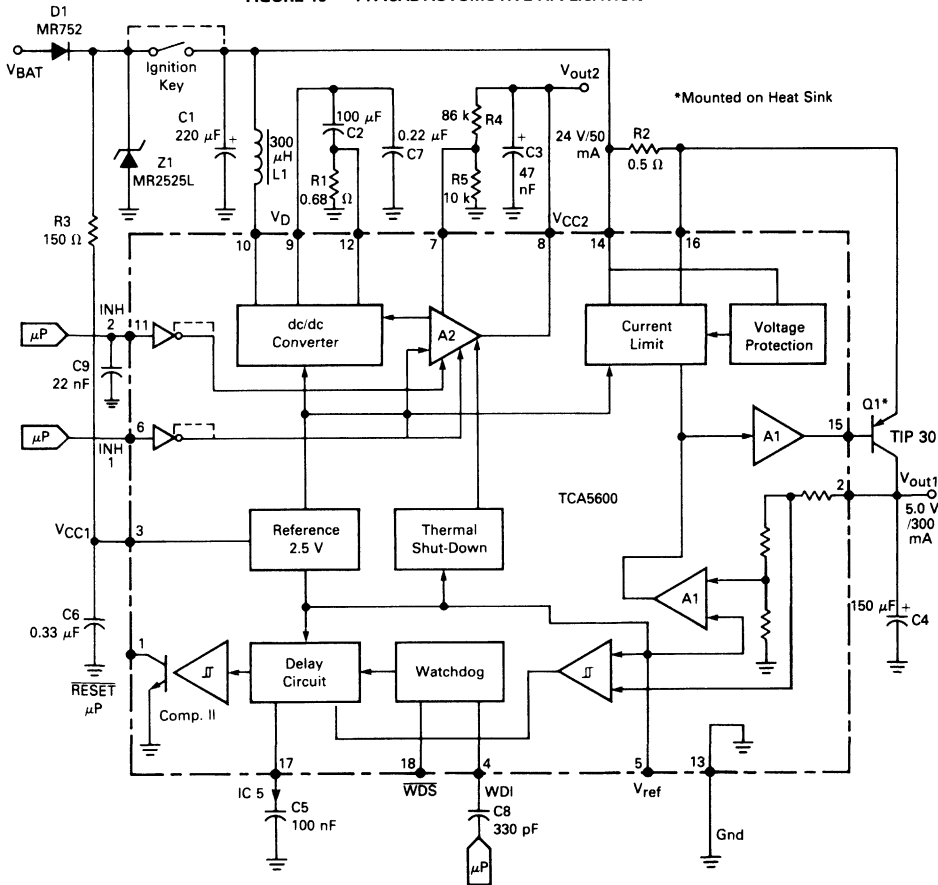 D1
MR752
VBAT
Ignition
Key
C1
220 μF
+
Z1
MR2525L
R3
150 Ω
300
μH
L1
100 μF
C2
0.22 μF
C7
R1
0.68 Ω
86 k
R4
R5
10 k
+
C3
47
nF
Vout2
*Mounted on Heat Sink
24 V/50
mA
R2
0.5 Ω
VD
VCC2
10
9
12
7
8
14
16
μP
INH
2
11
C9
22 nF
dc/dc
Converter
A2
Current
Limit
Voltage
Protection
μP
6
INH
1
A1
15
Q1*
TIP 30
TCA5600
2
Vout1
5.0 V
/300
mA
VCC1
3
Reference
2.5 V
Thermal
Shut-Down
A1
150 μF
+
C4
C6
0.33 μF
1
RESET
μP
Comp. II
Delay
Circuit
Watchdog
17
18
4
5
13
IC 5
C5
100 nF
WDS
WDI
C8
330 pF
μP
Vref
Gnd